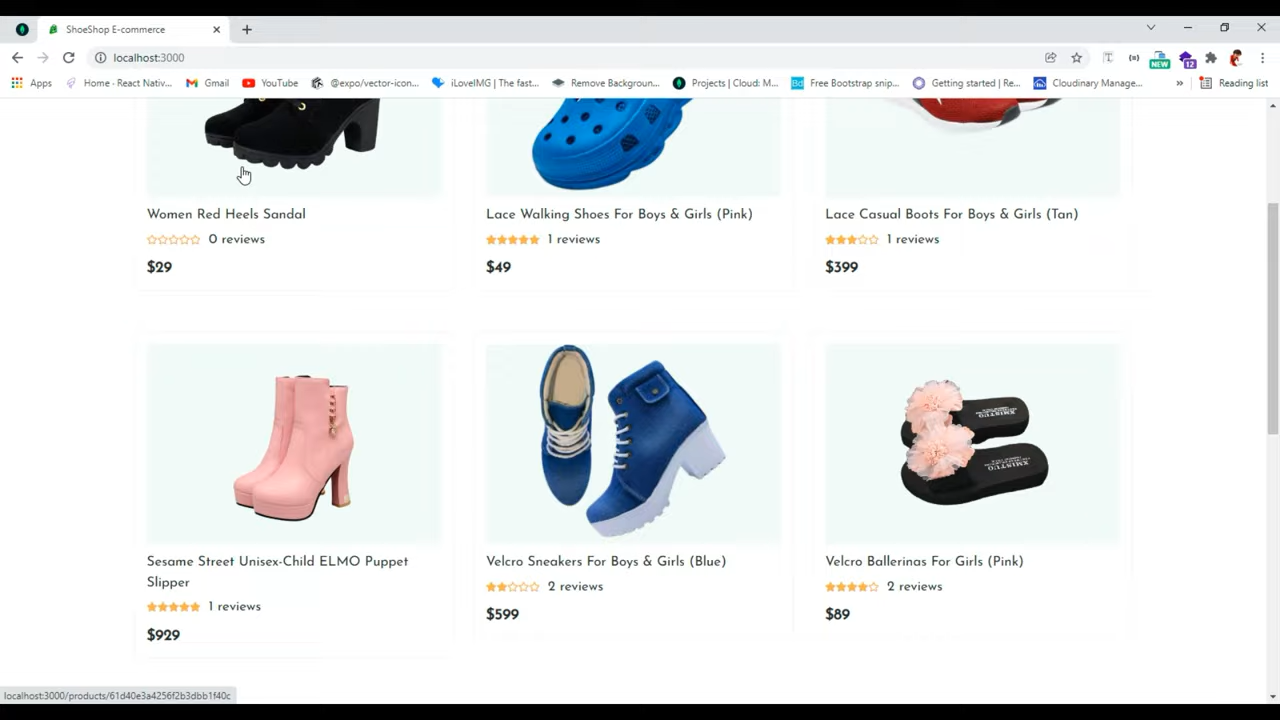 ShoeShop E-commerce
localhost:3000
NEW
12
Apps
Home - React Nativ...
Gmail
YouTube
@expo/vector-icon...
iLoveIMG | The fast...
Remove Backgroun...
Projects | Cloud: M...
Bd
Free Bootstrap snip...
Getting started | Re...
Cloudinary Manage...
»
Reading list
Women Red Heels Sandal
0 reviews
$29
Lace Walking Shoes For Boys & Girls (Pink)
1 reviews
$49
Lace Casual Boots For Boys & Girls (Tan)
1 reviews
$399
Sesame Street Unisex-Child ELMO Puppet
Slipper
1 reviews
$929
Velcro Sneakers For Boys & Girls (Blue)
2 reviews
$599
XMISTUO
Velcro Ballerinas For Girls (Pink)
2 reviews
$89
localhost:3000/products/61d40e3a4256f2b3dbb1f40c